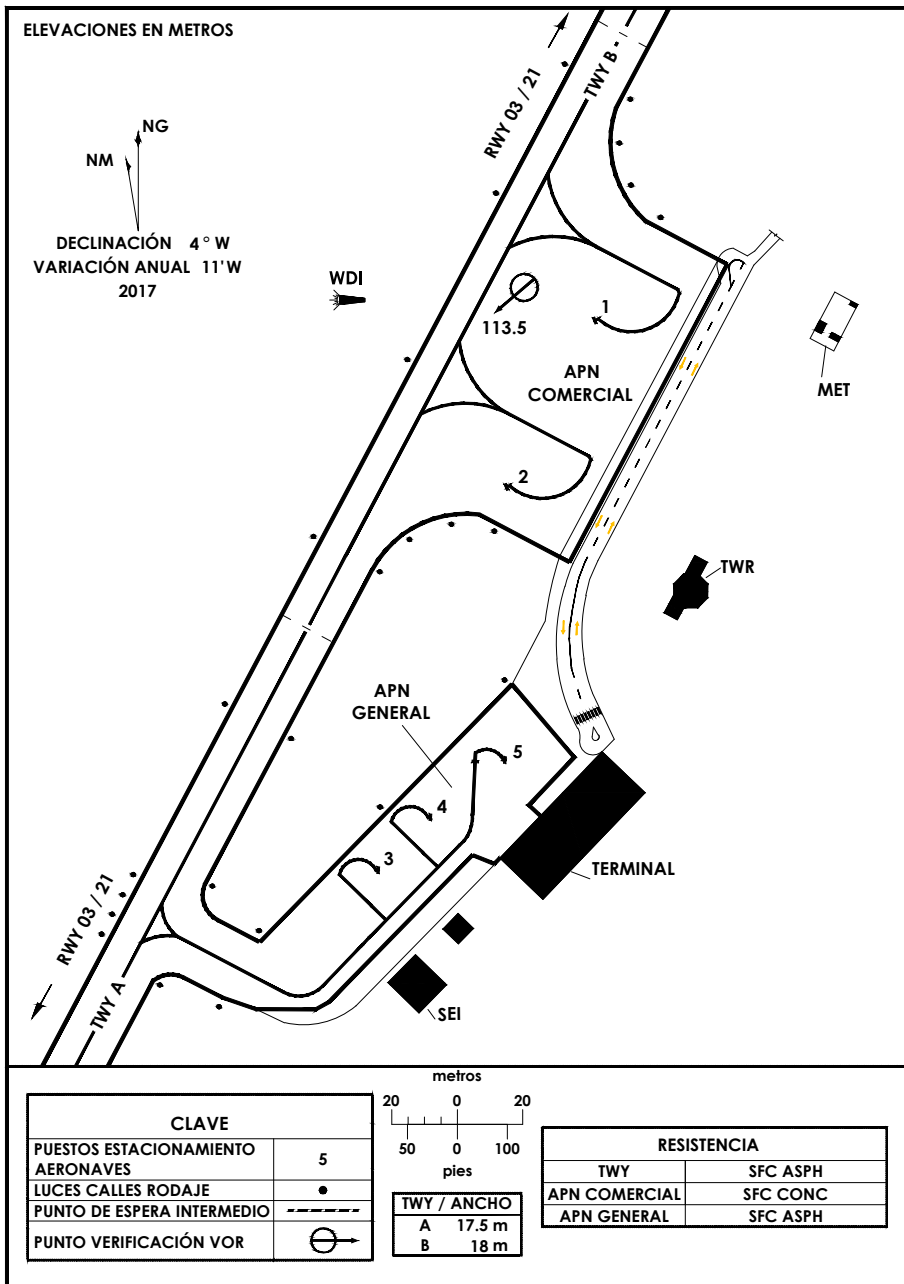 ELEVACIONES EN METROS
NG
NM
DECLINACIÓN 4° W
VARIACIÓN ANUAL 11'W
2017
RWY 03 / 21
TWY B
WDI
113.5
1
APN
COMERCIAL
MET
2
TWR
APN
GENERAL
5
4
3
TERMINAL
RWY 03 / 21
TWY A
SEI
CLAVE
PUESTOS ESTACIONAMIENTO
AERONAVES
5
LUCES CALLES RODAJE
PUNTO DE ESPERA INTERMEDIO
PUNTO VERIFICACIÓN VOR
metros
20 0 20
50 0 100
pies
TWY / ANCHO
A 17.5 m
B 18 m
RESISTENCIA
TWY SFC ASPH
APN COMERCIAL SFC CONC
APN GENERAL SFC ASPH